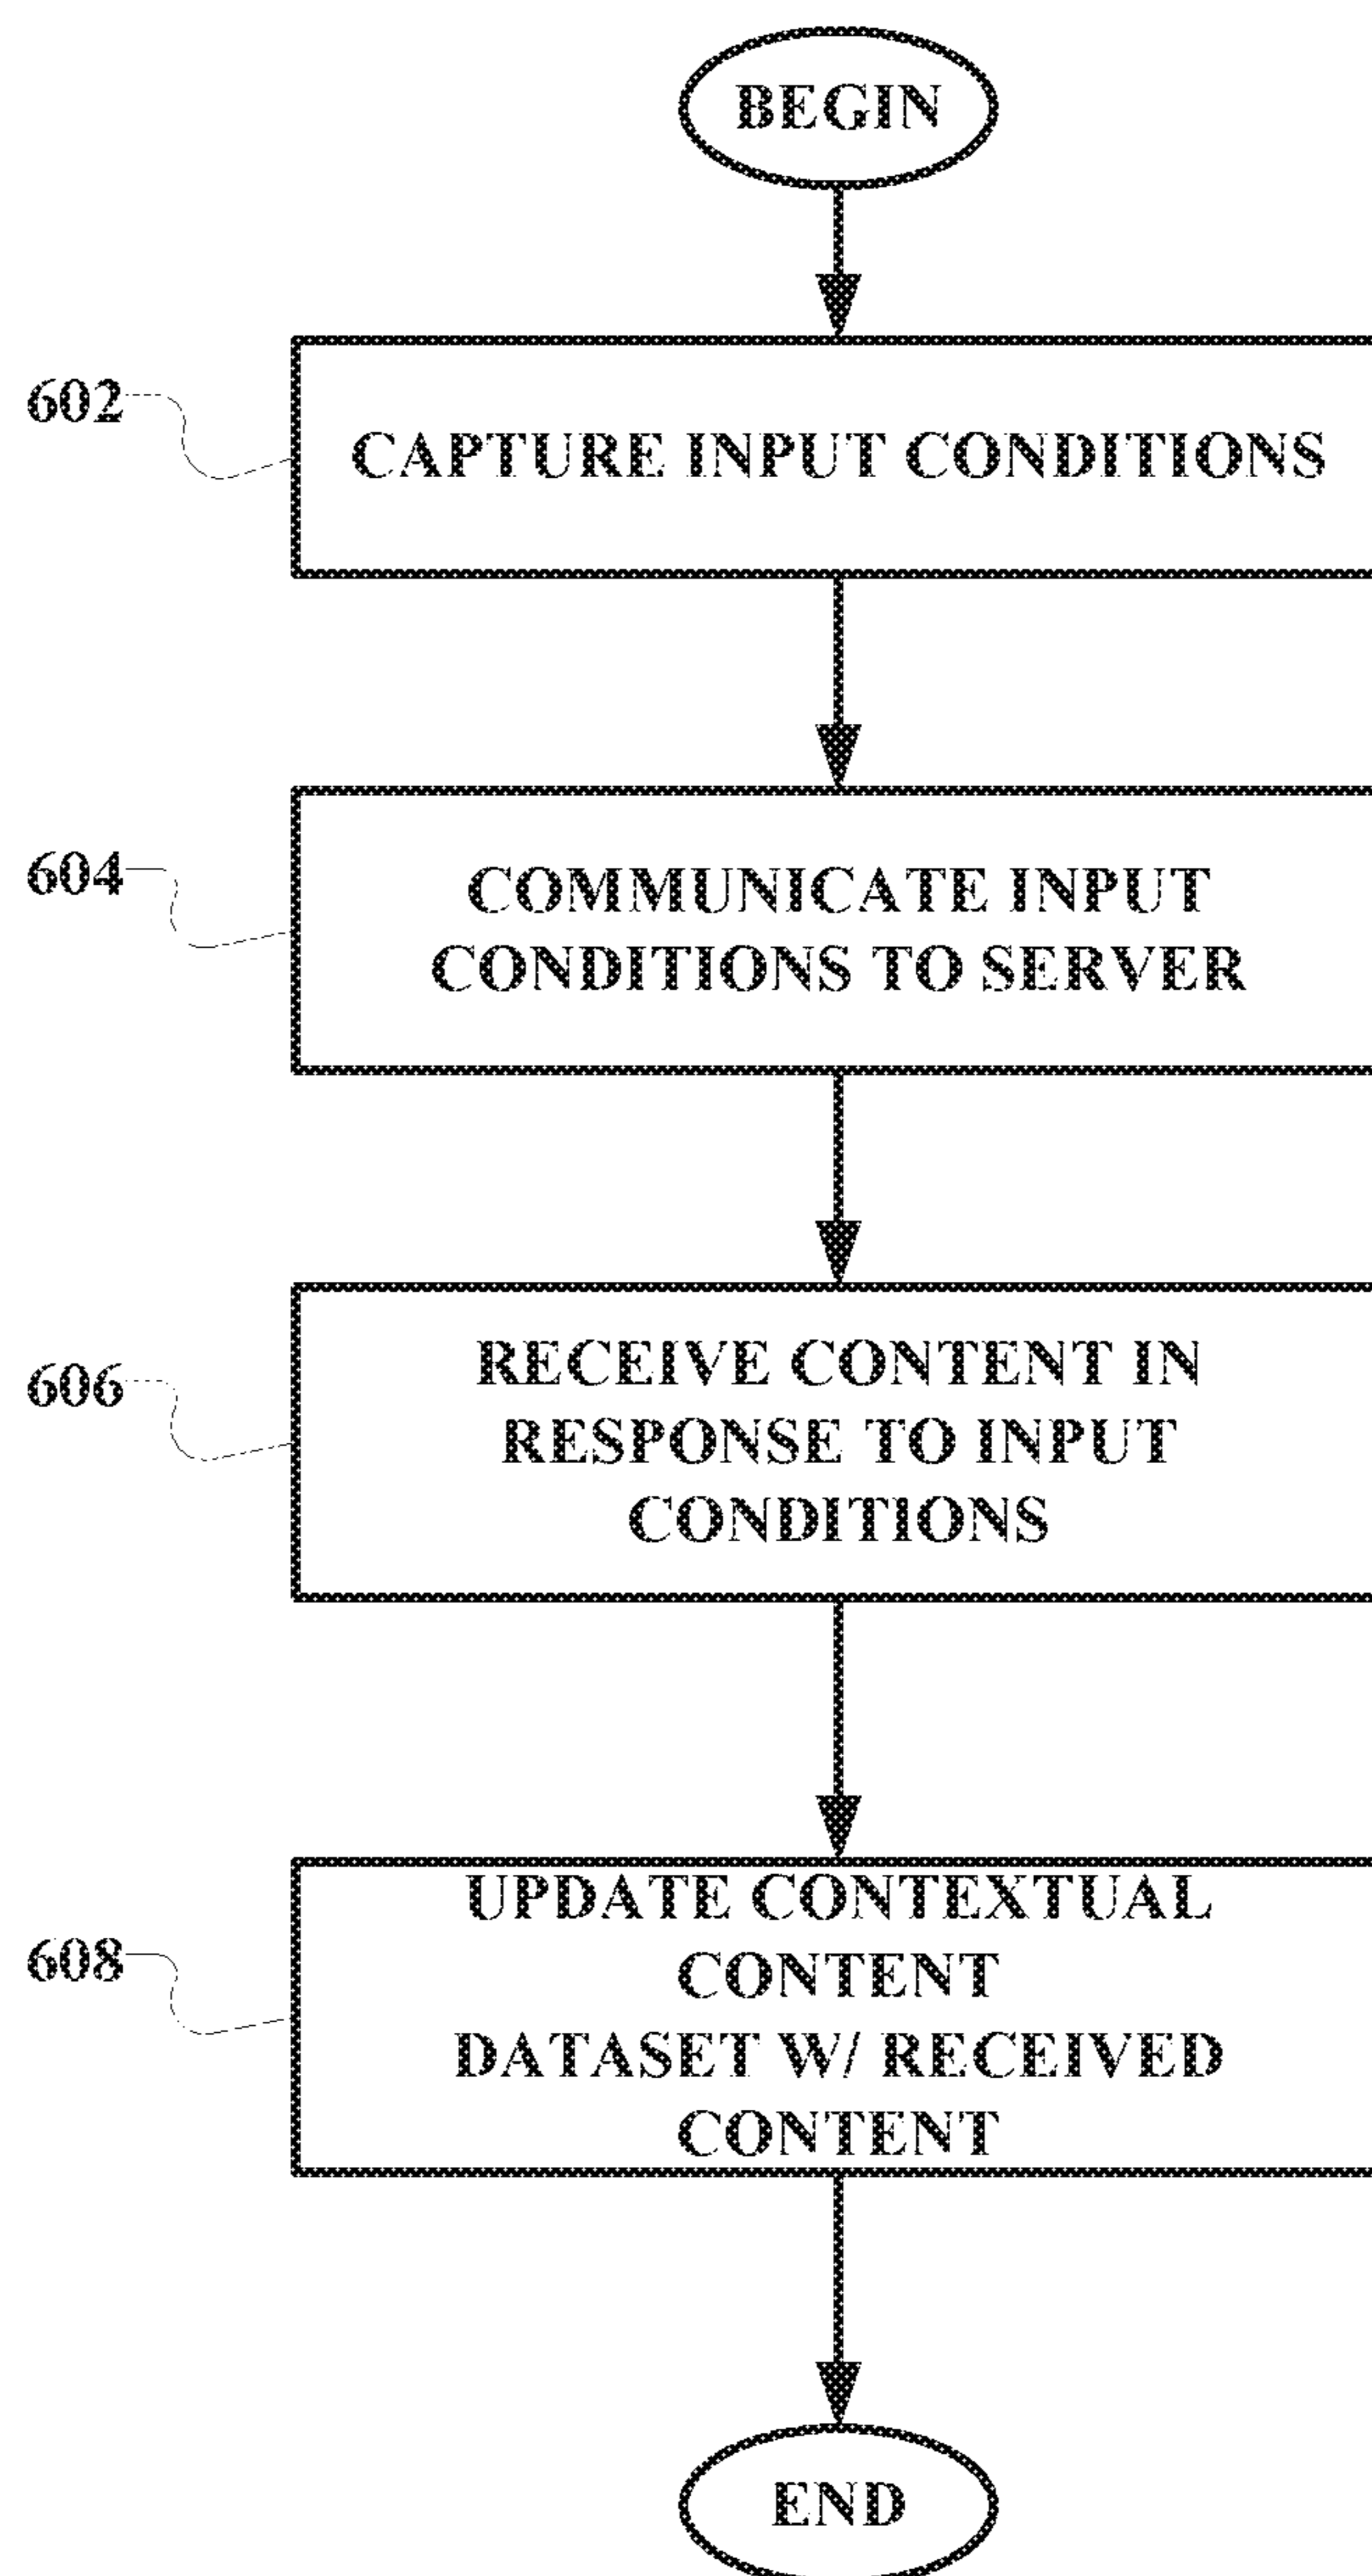 BEGIN
602
CAPTURE INPUT CONDITIONS
604
COMMUNICATE INPUT
CONDITIONS TO SERVER
606
RECEIVE CONTENT IN
RESPONSE TO INPUT
CONDITIONS
608
UPDATE CONTEXTUAL
CONTENT
DATASET W/ RECEIVED
CONTENT
END